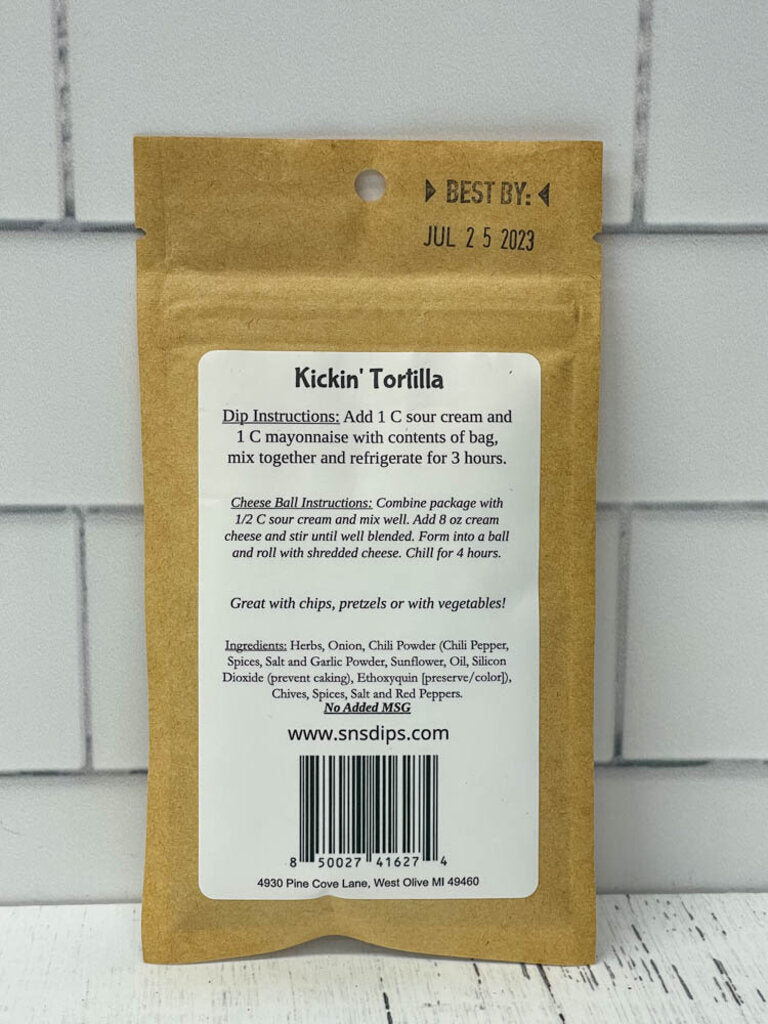 BEST BY:
JUL 25 2023
Kickin' Tortilla
Dip Instructions: Add 1 C sour cream and
1 C mayonnaise with contents of bag,
mix together and refrigerate for 3 hours.
Cheese Ball Instructions: Combine package with
1/2 C sour cream and mix well. Add 8 oz cream
cheese and stir until well blended. Form into a ball
and roll with shredded cheese. Chill for 4 hours.
Great with chips, pretzels or with vegetables!
Ingredients: Herbs, Onion, Chili Powder (Chili Pepper,
Spices, Salt and Garlic Powder, Sunflower, Oil, Silicon
Dioxide (prevent caking), Ethoxyquin [preserve/color]),
Chives, Spices, Salt and Red Peppers.
No Added MSG
www.snsdips.com
8 50027 41627 4
4930 Pine Cove Lane, West Olive MI 49460